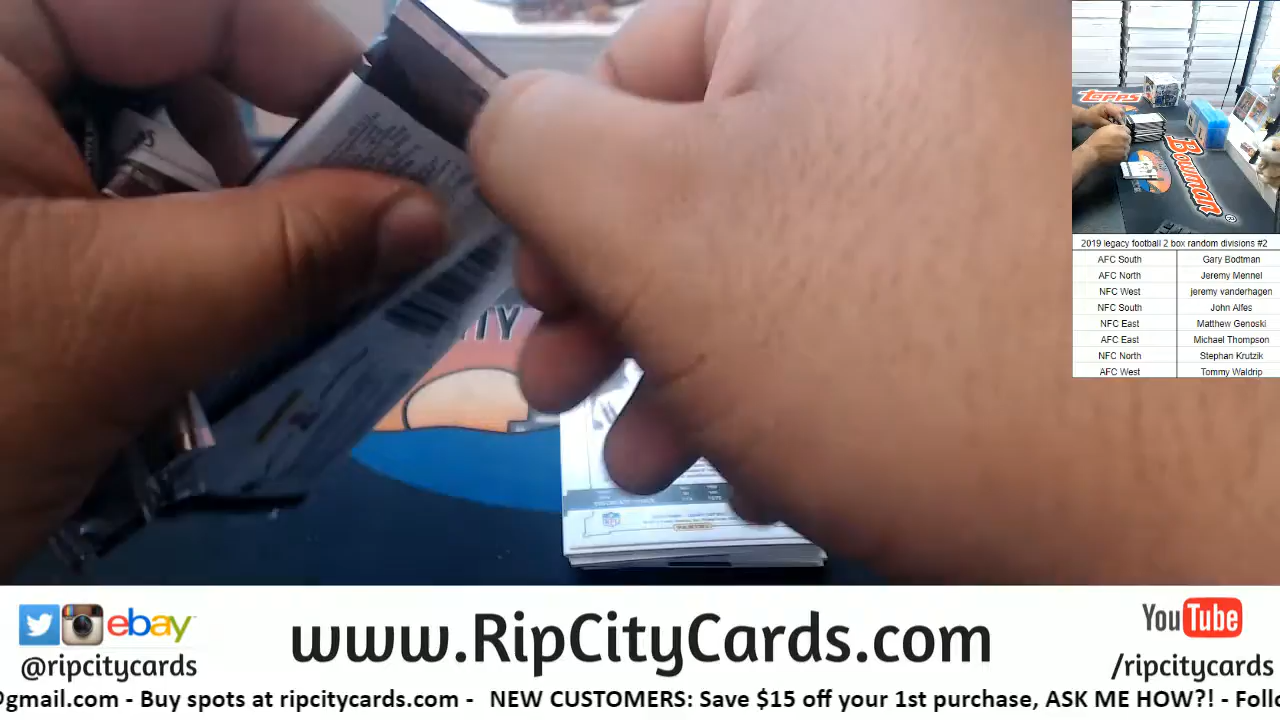 ITY
TOPPS
Bowman
PANINI
2019 legacy football 2 box random divisions #2
AFC South Gary Bodtman
AFC North Jeremy Mennel
NFC West jeremy vanderhagen
NFC South John Alfes
NFC East Matthew Genoski
AFC East Michael Thompson
NFC North Stephan Krutzik
AFC West Tommy Waldrip
ebay
@ripcitycards
www.RipCityCards.com
YouTube
/ripcitycards
@gmail.com - Buy spots at ripcitycards.com - NEW CUSTOMERS: Save $15 off your 1st purchase, ASK ME HOW?! - Follo